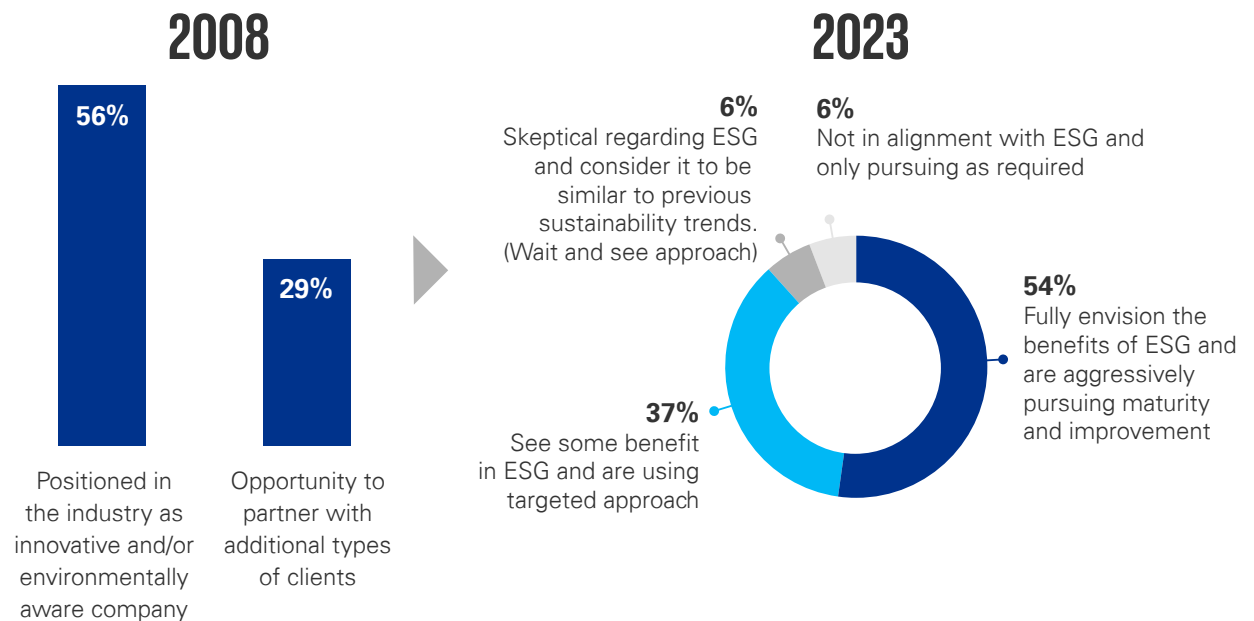 2008
56%
29%
Positioned in
the industry as
innovative and/or
environmentally
aware company
Opportunity to
partner with
additional types
of clients
2023
6%
Skeptical regarding ESG
and consider it to be
similar to previous
sustainability trends.
(Wait and see approach)
6%
Not in alignment with ESG and
only pursuing as required
54%
Fully envision the
benefits of ESG and
are aggressively
pursuing maturity
and improvement
37%
See some benefit
in ESG and are using
targeted approach